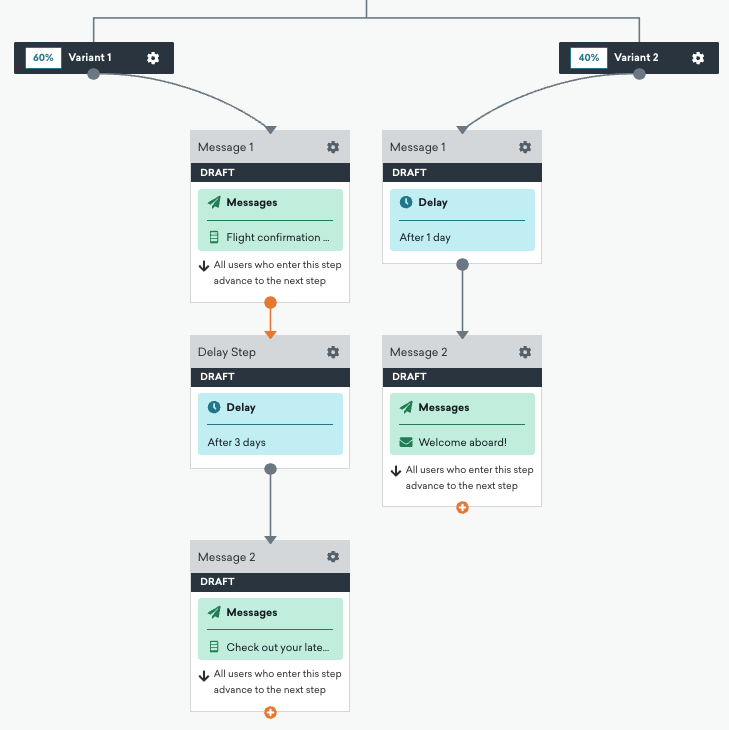 60% Variant 1
40% Variant 2
Message 1
DRAFT
Messages
Flight confirmation ...
All users who enter this step
advance to the next step
Delay Step
DRAFT
Delay
After 3 days
Message 2
DRAFT
Messages
Check out your late...
All users who enter this step
advance to the next step
Message 1
DRAFT
Delay
After 1 day
Message 2
DRAFT
Messages
Welcome aboard!
All users who enter this step
advance to the next step